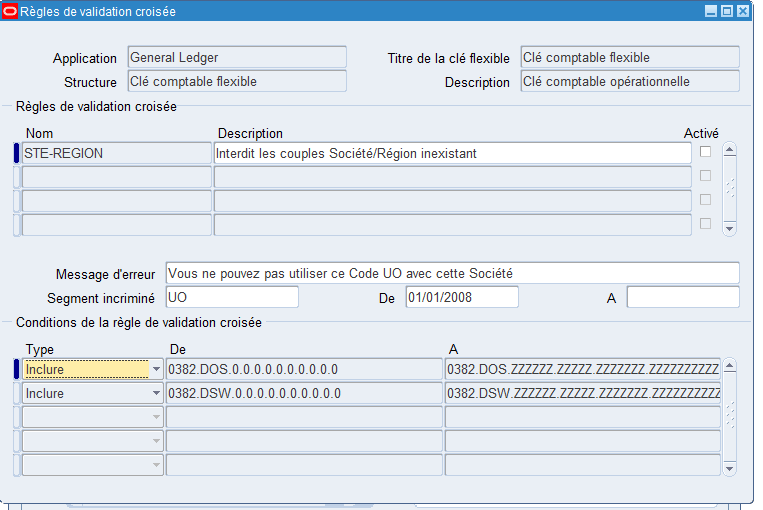 Règles de validation croisée
Application General Ledger Titre de la clé flexible Clé comptable flexible
Structure Clé comptable flexible Description Clé comptable opérationnelle
Règles de validation croisée
Nom Description Activé
STE-REGION Interdit les couples Société/Région inexistant
Message d'erreur Vous ne pouvez pas utiliser ce Code UO avec cette Société
Segment incriminé UO De 01/01/2008 A
Conditions de la règle de validation croisée
Type De A
Inclure 0382.DOS.0.0.0.0.0.0.0.0.0.0 0382.DOS.ZZZZZZ.ZZZZZ.ZZZZZZZ.ZZZZZZZZZZ
Inclure 0382.DSW.0.0.0.0.0.0.0.0.0.0 0382.DSW.ZZZZZZ.ZZZZZ.ZZZZZZZ.ZZZZZZZZZZ